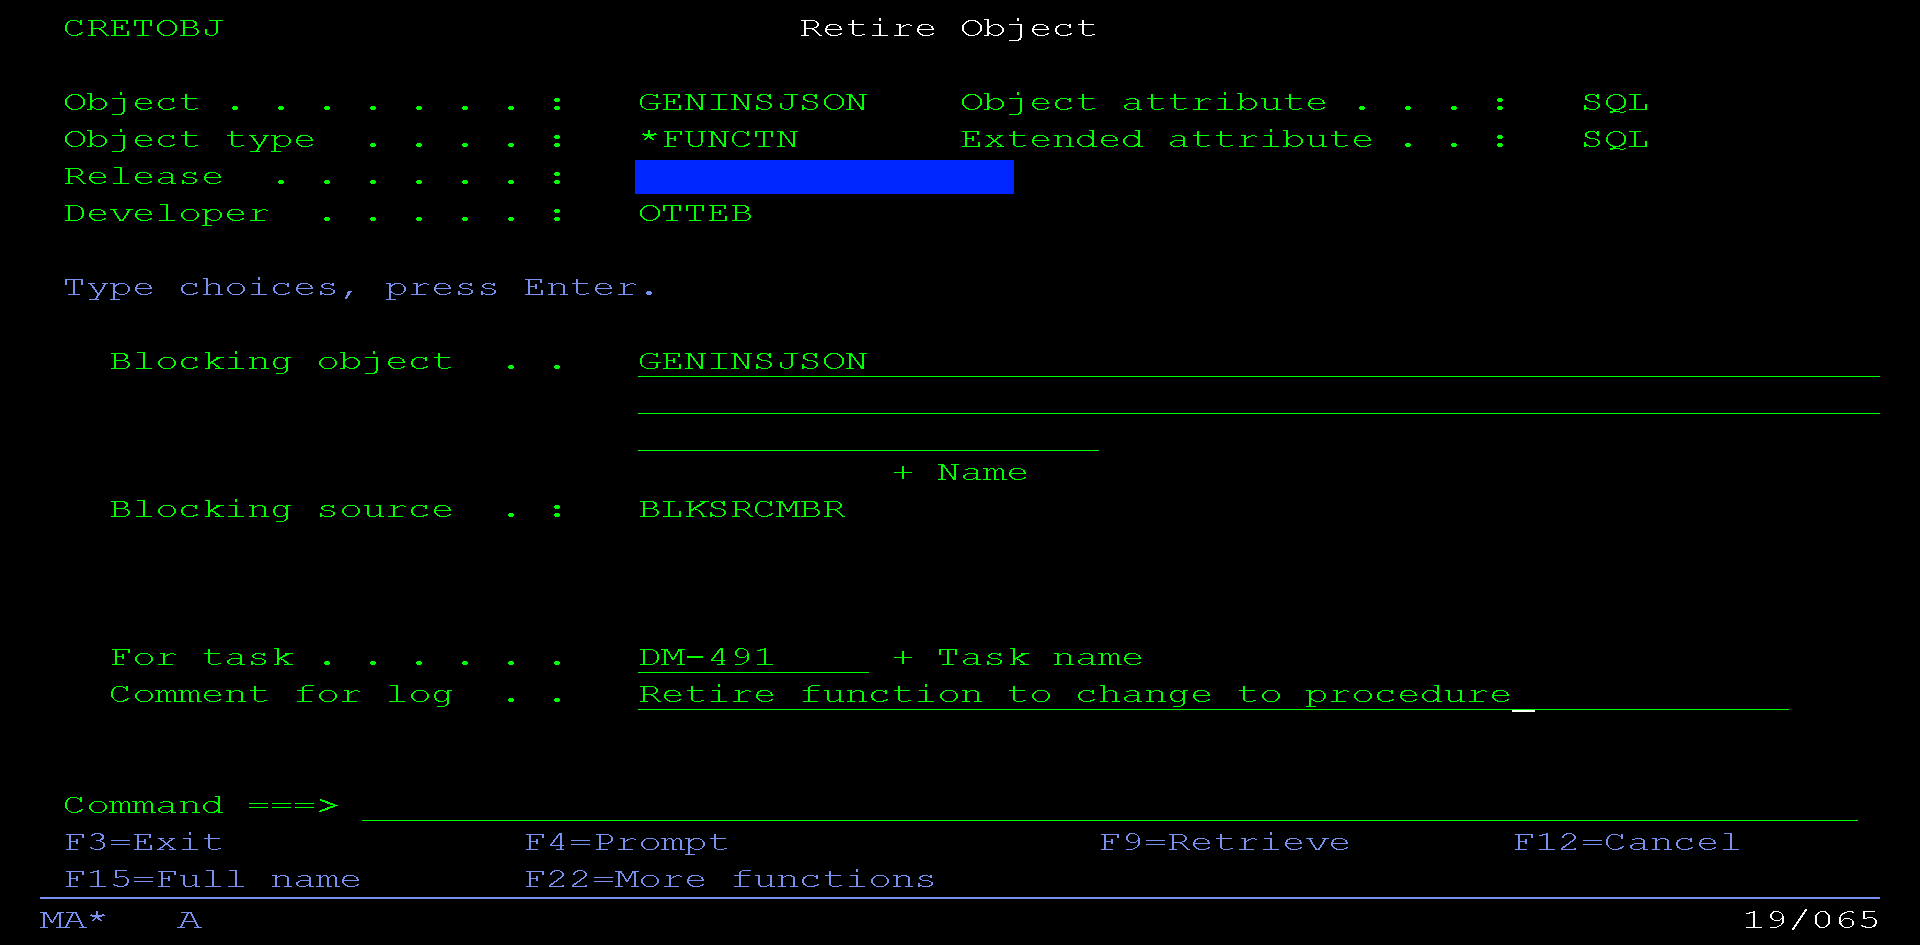 CRETOBJ Retire Object
Object . . . . . . . : GENINSJSON Object attribute . . . : SQL
Object type . . . . : *FUNCTN Extended attribute . . : SQL
Release . . . . . . :
Developer . . . . . : OTTEB
Type choices, press Enter.
Blocking object . . GENINSJSON
+ Name
Blocking source . : BLKSRCMBR
For task . . . . . . DM-491 + Task name
Comment for log . . Retire function to change to procedure_
Command ===>
F3=Exit F4=Prompt F9=Retrieve F12=Cancel
F15=Full name F22=More functions
MA* A 19/065